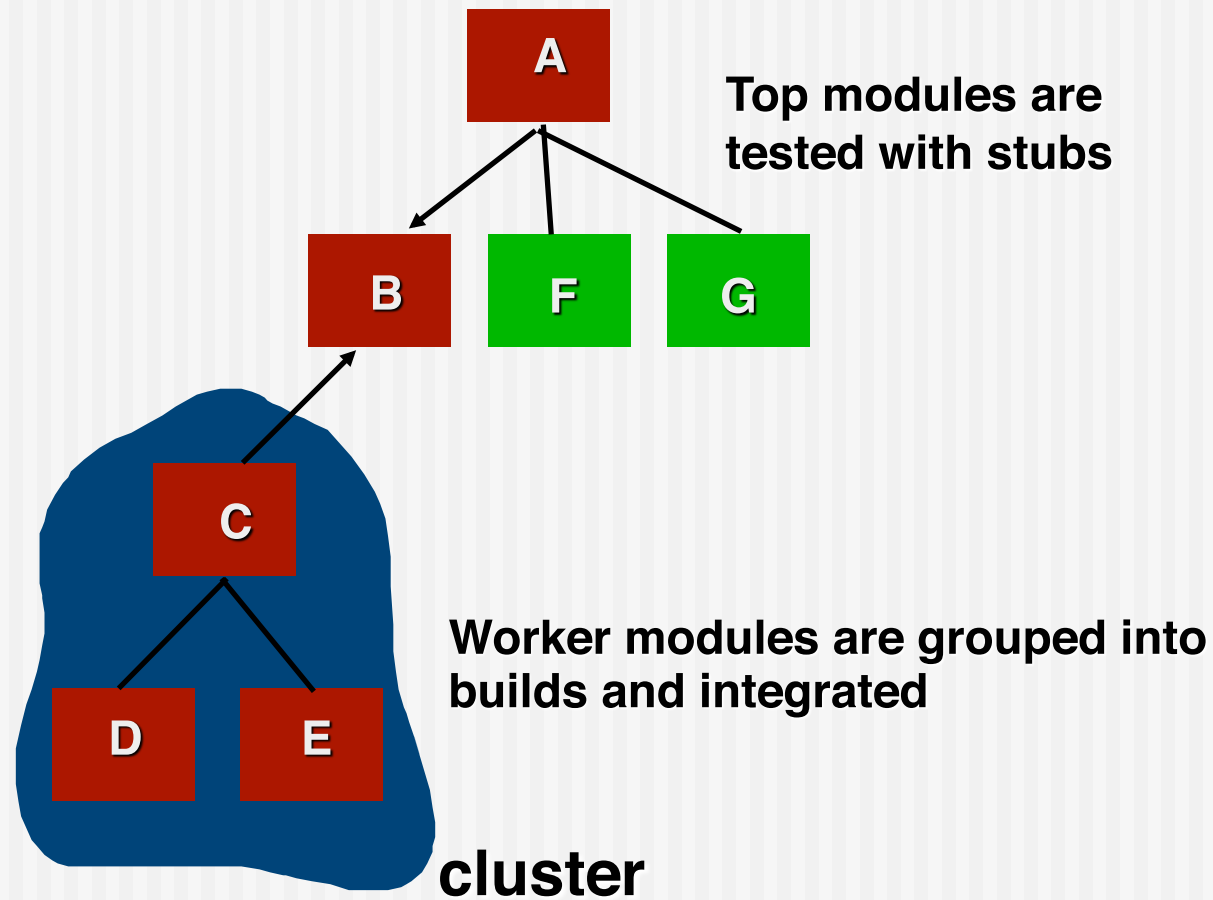 A
Top modules are
tested with stubs
B
F
G
C
Worker modules are grouped into
builds and integrated
D
E
cluster